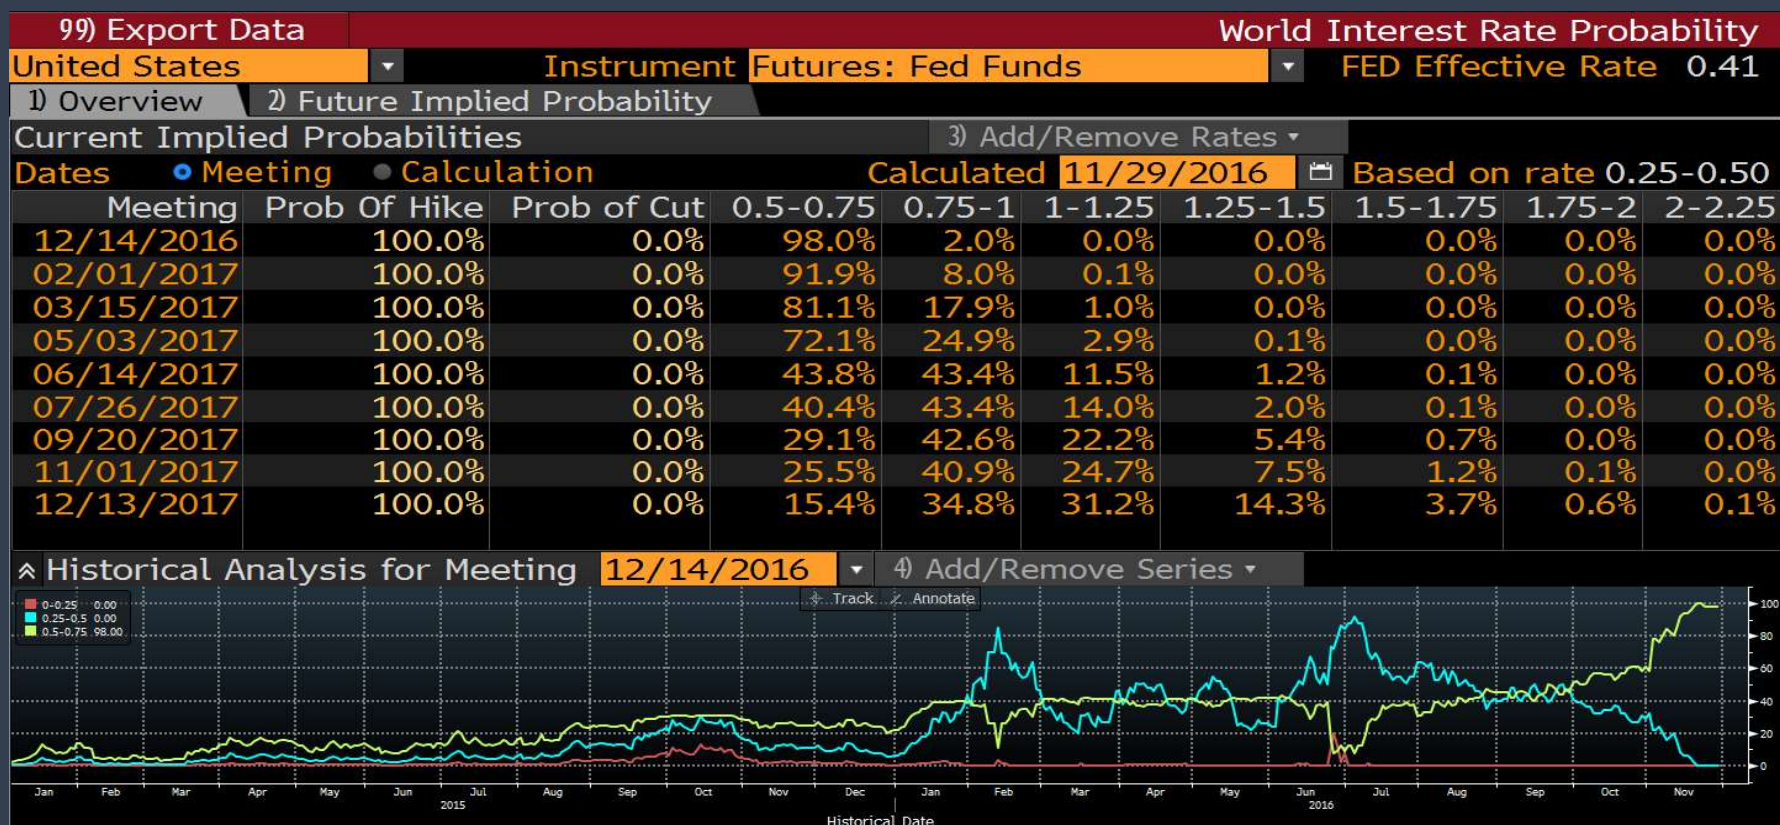 99) Export Data World Interest Rate Probability
United States Instrument Futures: Fed Funds FED Effective Rate 0.41
1) Overview 2) Future Implied Probability
Current Implied Probabilities 3) Add/Remove Rates
Dates Meeting Calculation Calculated 11/29/2016 Based on rate 0.25-0.50
Meeting Prob Of Hike Prob of Cut 0.5-0.75 0.75-1 1-1.25 1.25-1.5 1.5-1.75 1.75-2 2-2.25
12/14/2016 100.0% 0.0% 98.0% 2.0% 0.0% 0.0% 0.0% 0.0% 0.0%
02/01/2017 100.0% 0.0% 91.9% 8.0% 0.1% 0.0% 0.0% 0.0% 0.0%
03/15/2017 100.0% 0.0% 81.1% 17.9% 1.0% 0.0% 0.0% 0.0% 0.0%
05/03/2017 100.0% 0.0% 72.1% 24.9% 2.9% 0.1% 0.0% 0.0% 0.0%
06/14/2017 100.0% 0.0% 43.8% 43.4% 11.5% 1.2% 0.1% 0.0% 0.0%
07/26/2017 100.0% 0.0% 40.4% 43.4% 14.0% 2.0% 0.1% 0.0% 0.0%
09/20/2017 100.0% 0.0% 29.1% 42.6% 22.2% 5.4% 0.7% 0.0% 0.0%
11/01/2017 100.0% 0.0% 25.5% 40.9% 24.7% 7.5% 1.2% 0.1% 0.0%
12/13/2017 100.0% 0.0% 15.4% 34.8% 31.2% 14.3% 3.7% 0.6% 0.1%
Historical Analysis for Meeting 12/14/2016 4) Add/Remove Series
Track Annotate
0-0.25 0.00
0.25-0.5 0.00
0.5-0.75 98.00
100
80
60
40
20
0
Jan Feb Mar Apr May Jun Jul Aug Sep Oct Nov Dec Jan Feb Mar Apr May Jun Jul Aug Sep Oct Nov
2015 2016
Historical Date